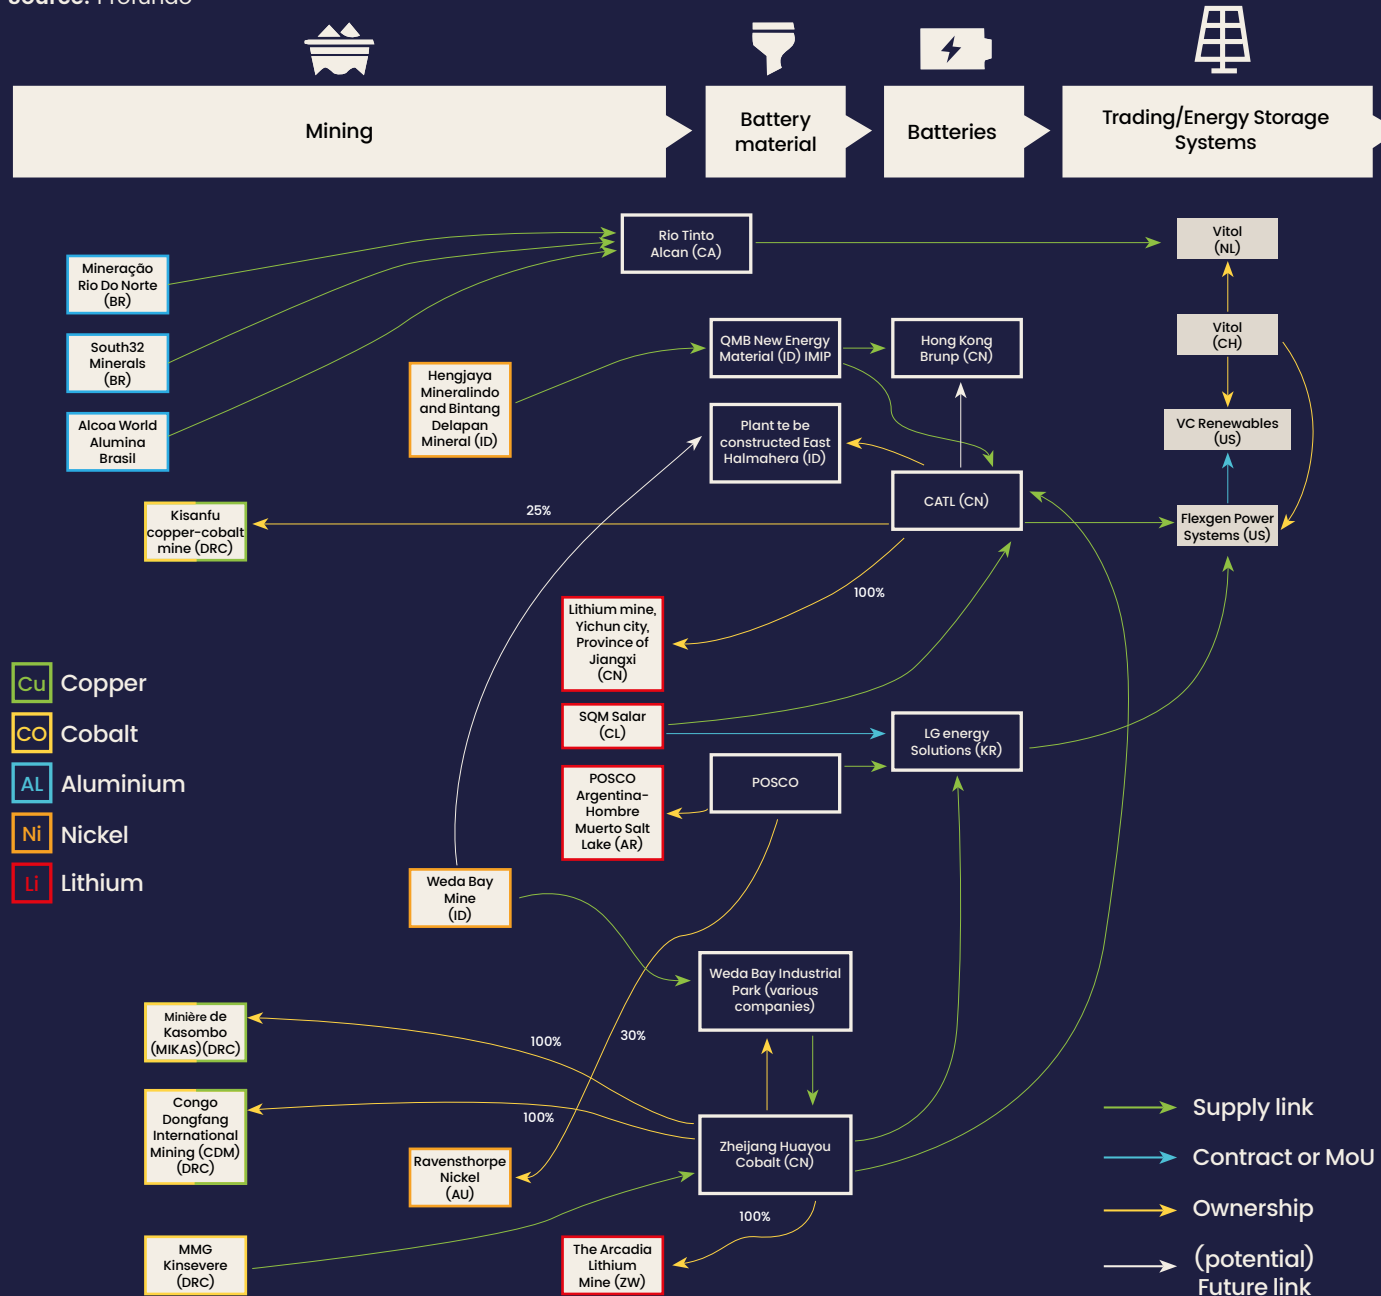 Source: Profundo
Mining
Battery
material
Batteries
Trading/Energy Storage
Systems
Rio Tinto
Alcan (CA)
Vitol
(NL)
Mineração
Rio Do Norte
(BR)
South32
Minerals
(BR)
Alcoa World
Alumina
Brasil
Hengjaya
Mineralindo
and Bintang
Delapan
Mineral (ID)
QMB New Energy
Material (ID) IMIP
Hong Kong
Brunp (CN)
Vitol
(CH)
Plant te be
constructed East
Halmahera (ID)
VC Renewables
(US)
CATL (CN)
Flexgen Power
Systems (US)
Kisanfu
copper-cobalt
mine (DRC)
25%
100%
Lithium mine,
Yichun city,
Province of
Jiangxi
(CN)
SQM Salar
(CL)
LG energy
Solutions (KR)
POSCO
POSCO
Argentina-
Hombre
Muerto Salt
Lake (AR)
Cu Copper
CO Cobalt
AL Aluminium
Ni Nickel
Li Lithium
Weda Bay
Mine
(ID)
Weda Bay Industrial
Park (various
companies)
Minière de
Kasombo
(MIKAS)(DRC)
100%
30%
Congo
Dongfang
International
Mining (CDM)
(DRC)
100%
Ravensthorpe
Nickel
(AU)
Zheijang Huayou
Cobalt (CN)
100%
MMG
Kinsevere
(DRC)
The Arcadia
Lithium
Mine (ZW)
Supply link
Contract or MoU
Ownership
(potential)
Future link